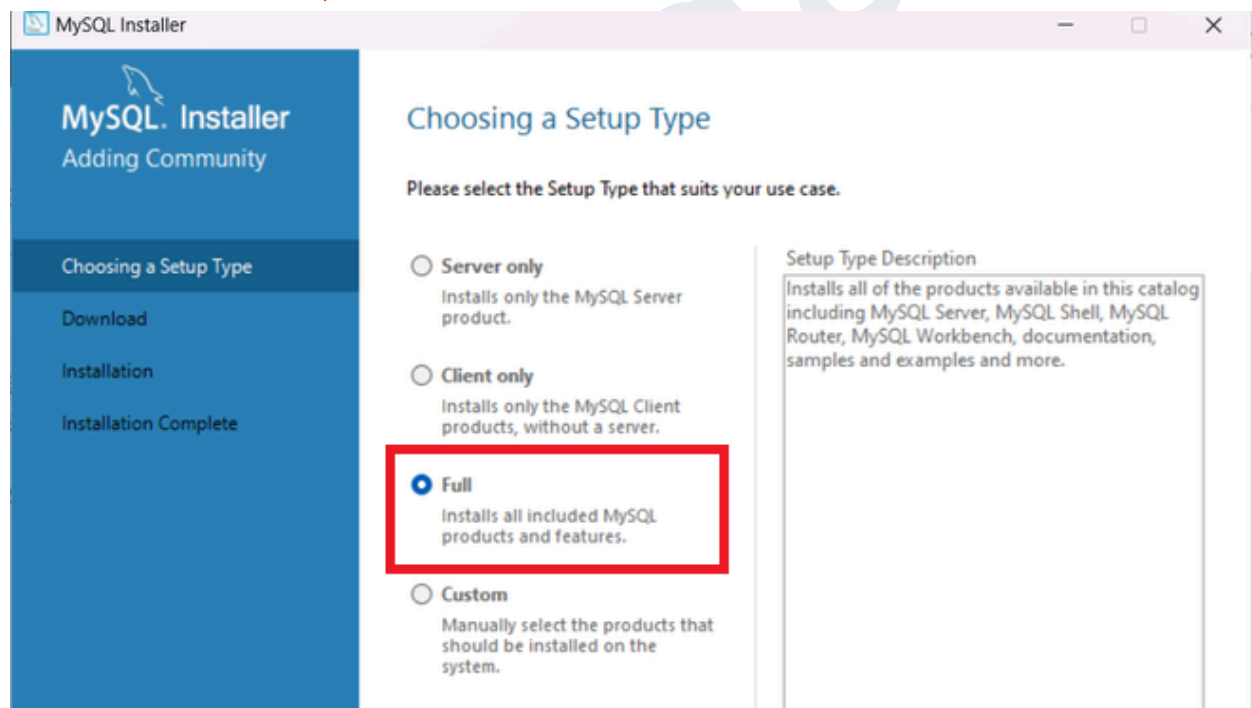 MySQL Installer
MySQL. Installer
Adding Community
Choosing a Setup Type
Download
Installation
Installation Complete
Choosing a Setup Type
Please select the Setup Type that suits your use case.
Server only
Installs only the MySQL Server
product.
Client only
Installs only the MySQL Client
products, without a server.
Full
Installs all included MySQL
products and features.
Custom
Manually select the products that
should be installed on the
system.
Setup Type Description
Installs all of the products available in this catalog
including MySQL Server, MySQL Shell, MySQL
Router, MySQL Workbench, documentation,
samples and examples and more.